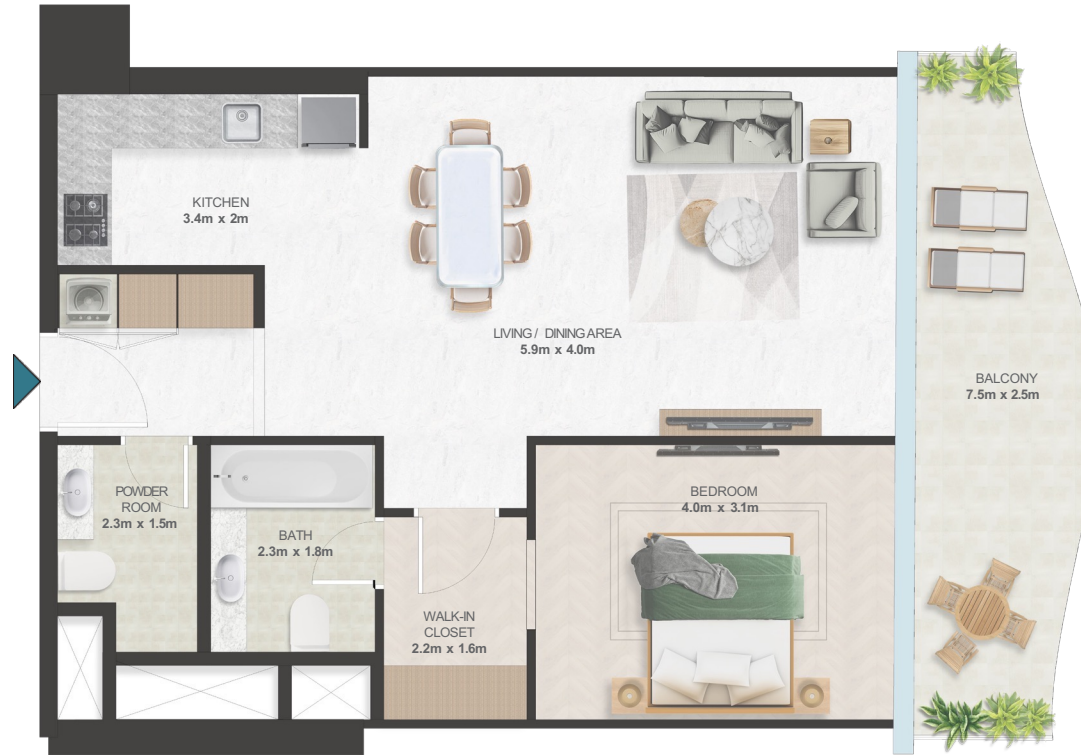 KITCHEN
3.4m x 2m
LIVING / DINING AREA
5.9m x 4.0m
BALCONY
7.5m x 2.5m
POWDER
ROOM
2.3m x 1.5m
BATH
2.3m x 1.8m
BEDROOM
4.0m x 3.1m
WALK-IN
CLOSET
2.2m x 1.6m